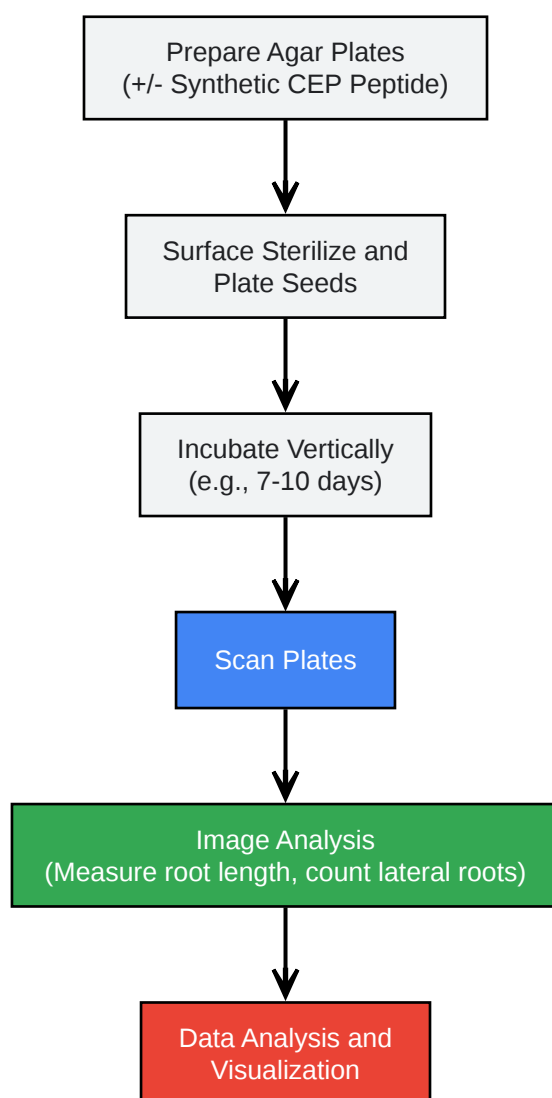 Prepare Agar Plates
(+/- Synthetic CEP Peptide)
Surface Sterilize and
Plate Seeds
Incubate Vertically
(e.g., 7-10 days)
Scan Plates
Image Analysis
(Measure root length, count lateral roots)
Data Analysis and
Visualization